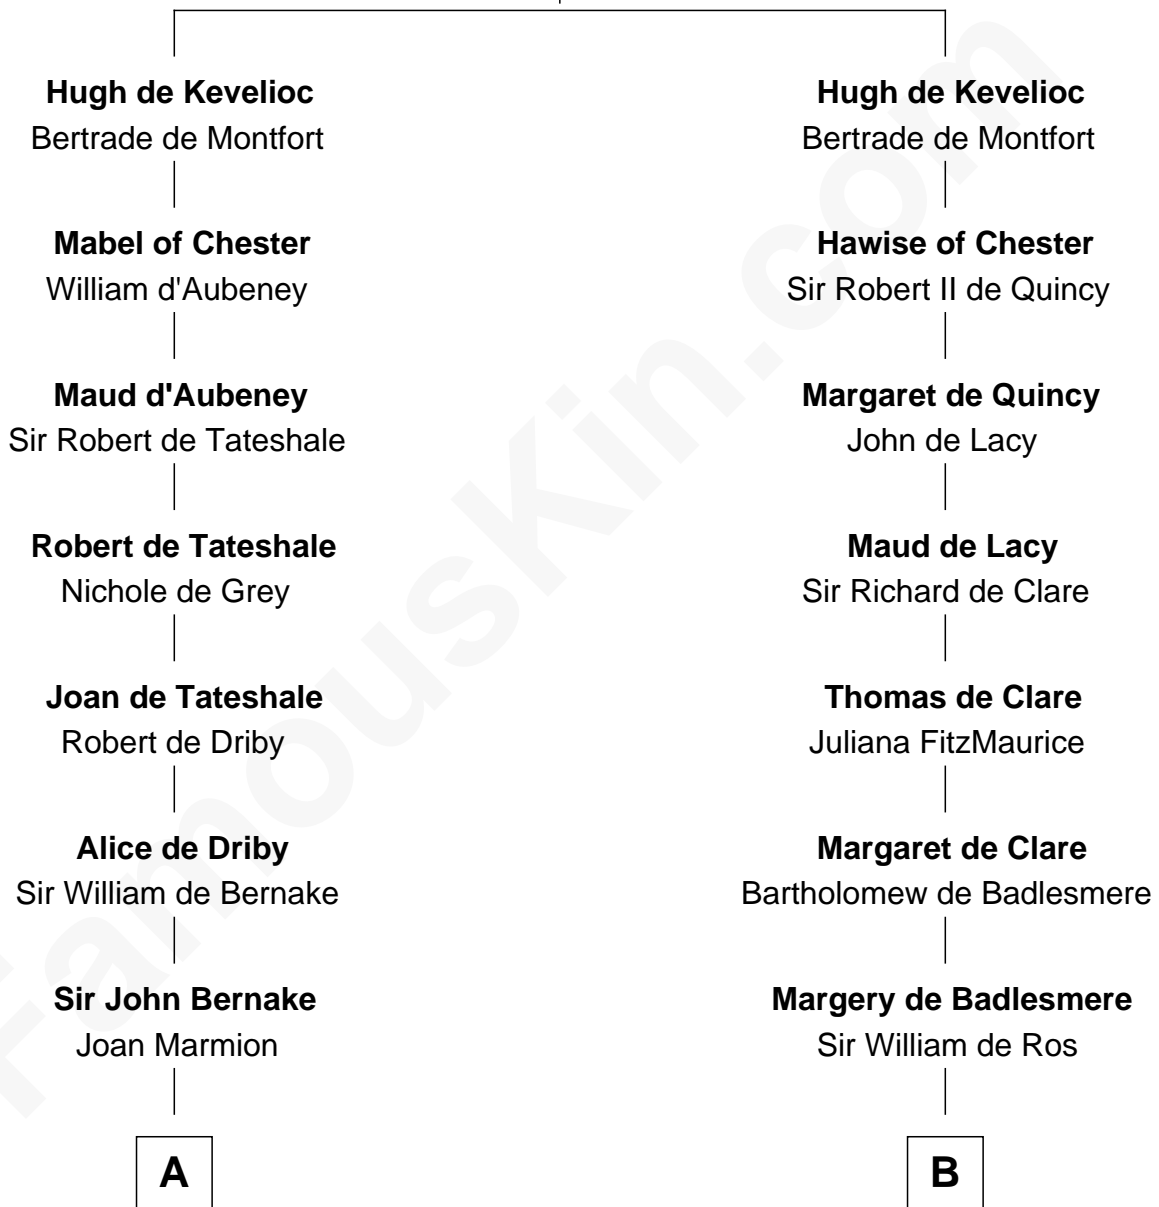 Hugh de Kevelioc
Bertrade de Montfort
Mabel of Chester
William d'Aubeney
Maud d'Aubeney
Sir Robert de Tateshale
Robert de Tateshale
Nichole de Grey
Joan de Tateshale
Robert de Driby
Alice de Driby
Sir William de Bernake
Sir John Bernake
Joan Marmion
A
Hugh de Kevelioc
Bertrade de Montfort
Hawise of Chester
Sir Robert II de Quincy
Margaret de Quincy
John de Lacy
Maud de Lacy
Sir Richard de Clare
Thomas de Clare
Juliana FitzMaurice
Margaret de Clare
Bartholomew de Badlesmere
Margery de Badlesmere
Sir William de Ros
B
FamousKin.com